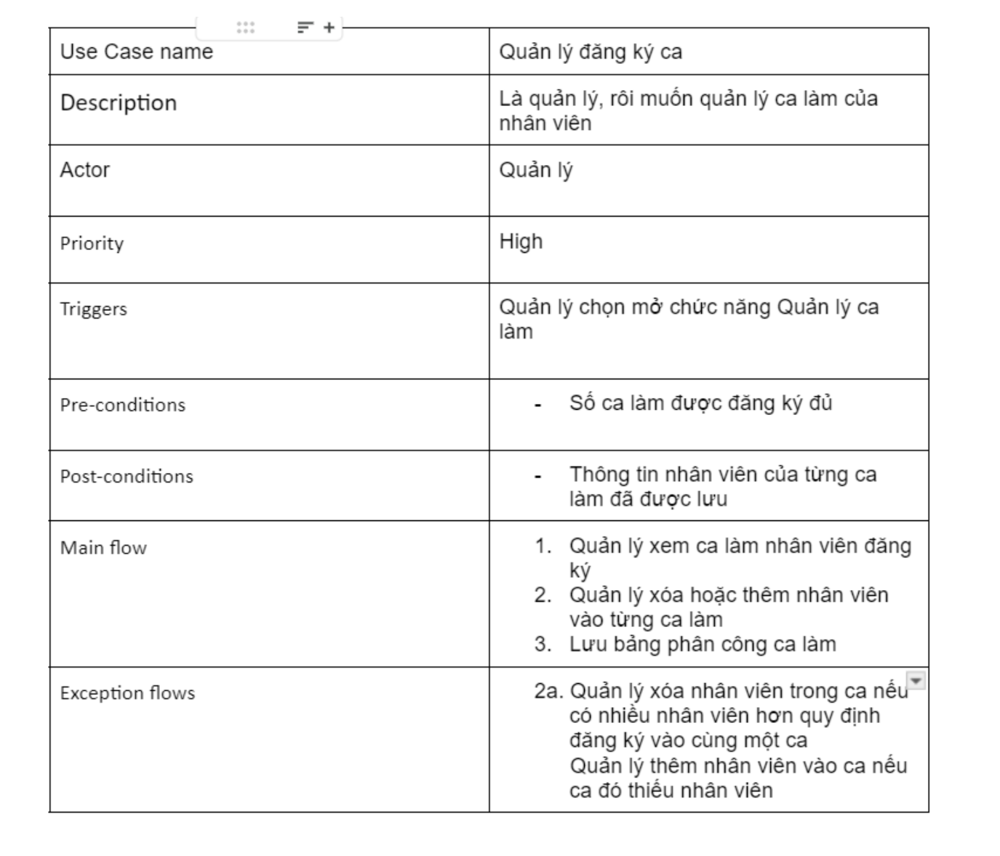 Use Case name
Quản lý đăng ký ca
Description
Là quản lý, rôi muốn quản lý ca làm của
nhân viên
Actor
Quản lý
Priority
High
Triggers
Quản lý chọn mở chức năng Quản lý ca
làm
Pre-conditions
- Số ca làm được đăng ký đủ
Post-conditions
- Thông tin nhân viên của từng ca
làm đã được lưu
Main flow
1. Quản lý xem ca làm nhân viên đăng
ký
2. Quản lý xóa hoặc thêm nhân viên
vào từng ca làm
3. Lưu bảng phân công ca làm
Exception flows
2a. Quản lý xóa nhân viên trong ca nếu
có nhiều nhân viên hơn quy định
đăng ký vào cùng một ca
Quản lý thêm nhân viên vào ca nếu
ca đó thiếu nhân viên